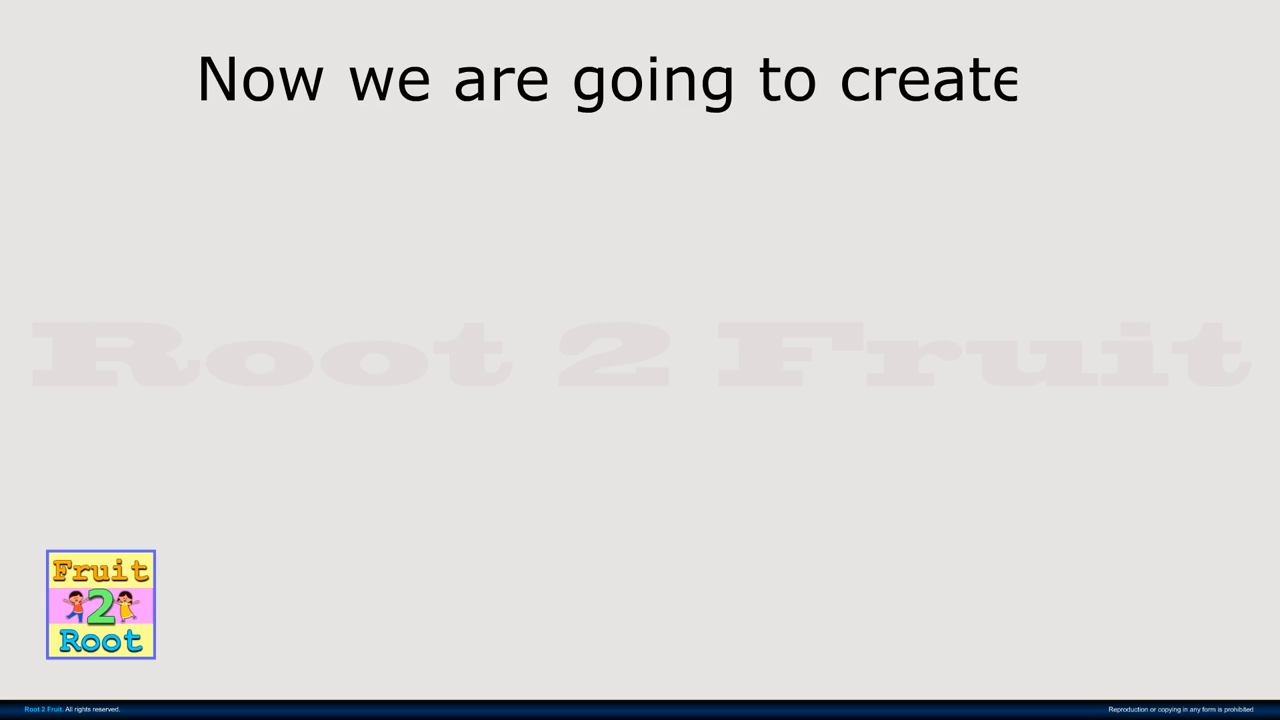 Now we are going to create
Root 2 Fruit
Fruit
2
Root
Root 2 Fruit. All rights reserved.
Reproduction or copying in any form is prohibited